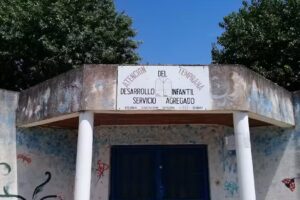 ATENCION DEL TEMPRANA
DESARROLLO INFANTIL
SERVICIO AGREGADO